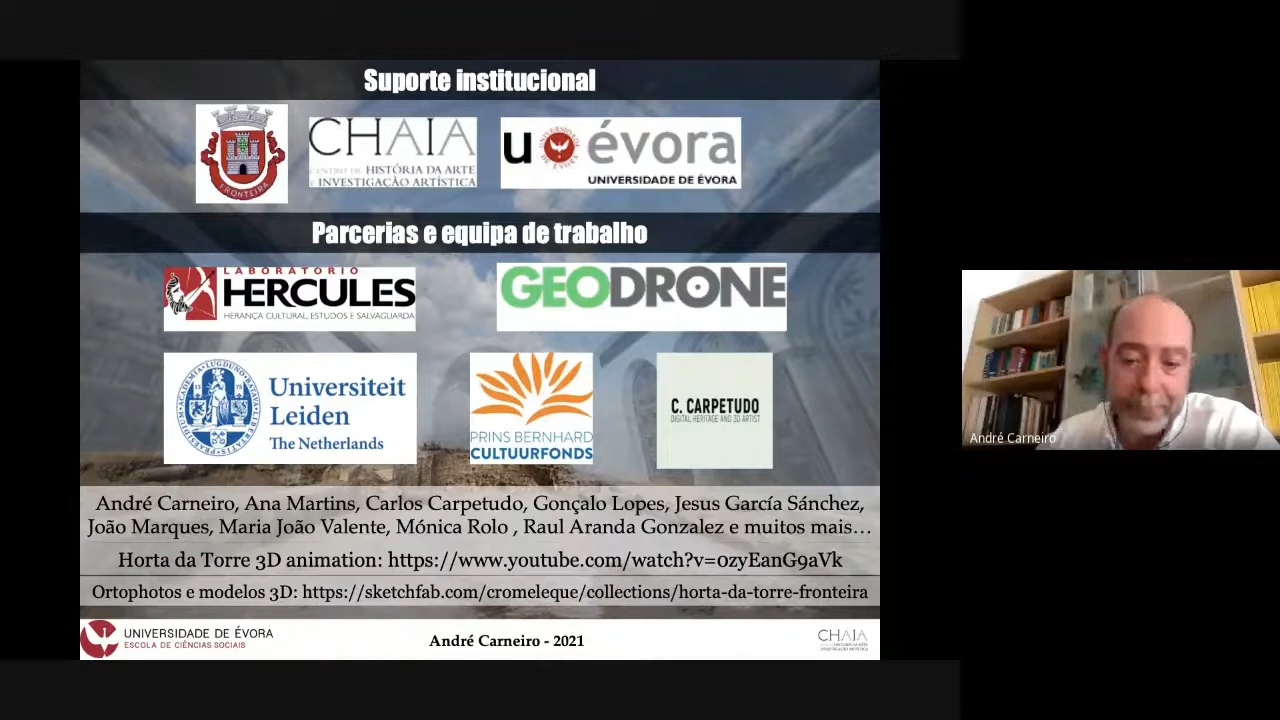 Suporte institucional
FRONTEIRA
CHAIA
CENTRO DE HISTÓRIA DA ARTE
E INVESTIGAÇÃO ARTÍSTICA
u évora
UNIVERSIDADE DE ÉVORA
Parcerias e equipa de trabalho
LABORATÓRIO
HERCULES
HERANÇA CULTURAL, ESTUDOS E SALVAGUARDA
GEODRONE
Universiteit
Leiden
The Netherlands
PRINS BERNHARD
CULTUURFONDS
C. CARPETUDO
DIGITAL HERITAGE AND 3D ARTIST
André Carneiro, Ana Martins, Carlos Carpetudo, Gonçalo Lopes, Jesus García Sánchez,
João Marques, Maria João Valente, Mónica Rolo , Raul Aranda Gonzalez e muitos mais…
Horta da Torre 3D animation: https://www.youtube.com/watch?v=0zyEanG9aVk
Ortophotos e modelos 3D: https://sketchfab.com/cromeleque/collections/horta-da-torre-fronteira
UNIVERSIDADE DE ÉVORA
ESCOLA DE CIÊNCIAS SOCIAIS
André Carneiro - 2021
CHAIA
André Carneiro